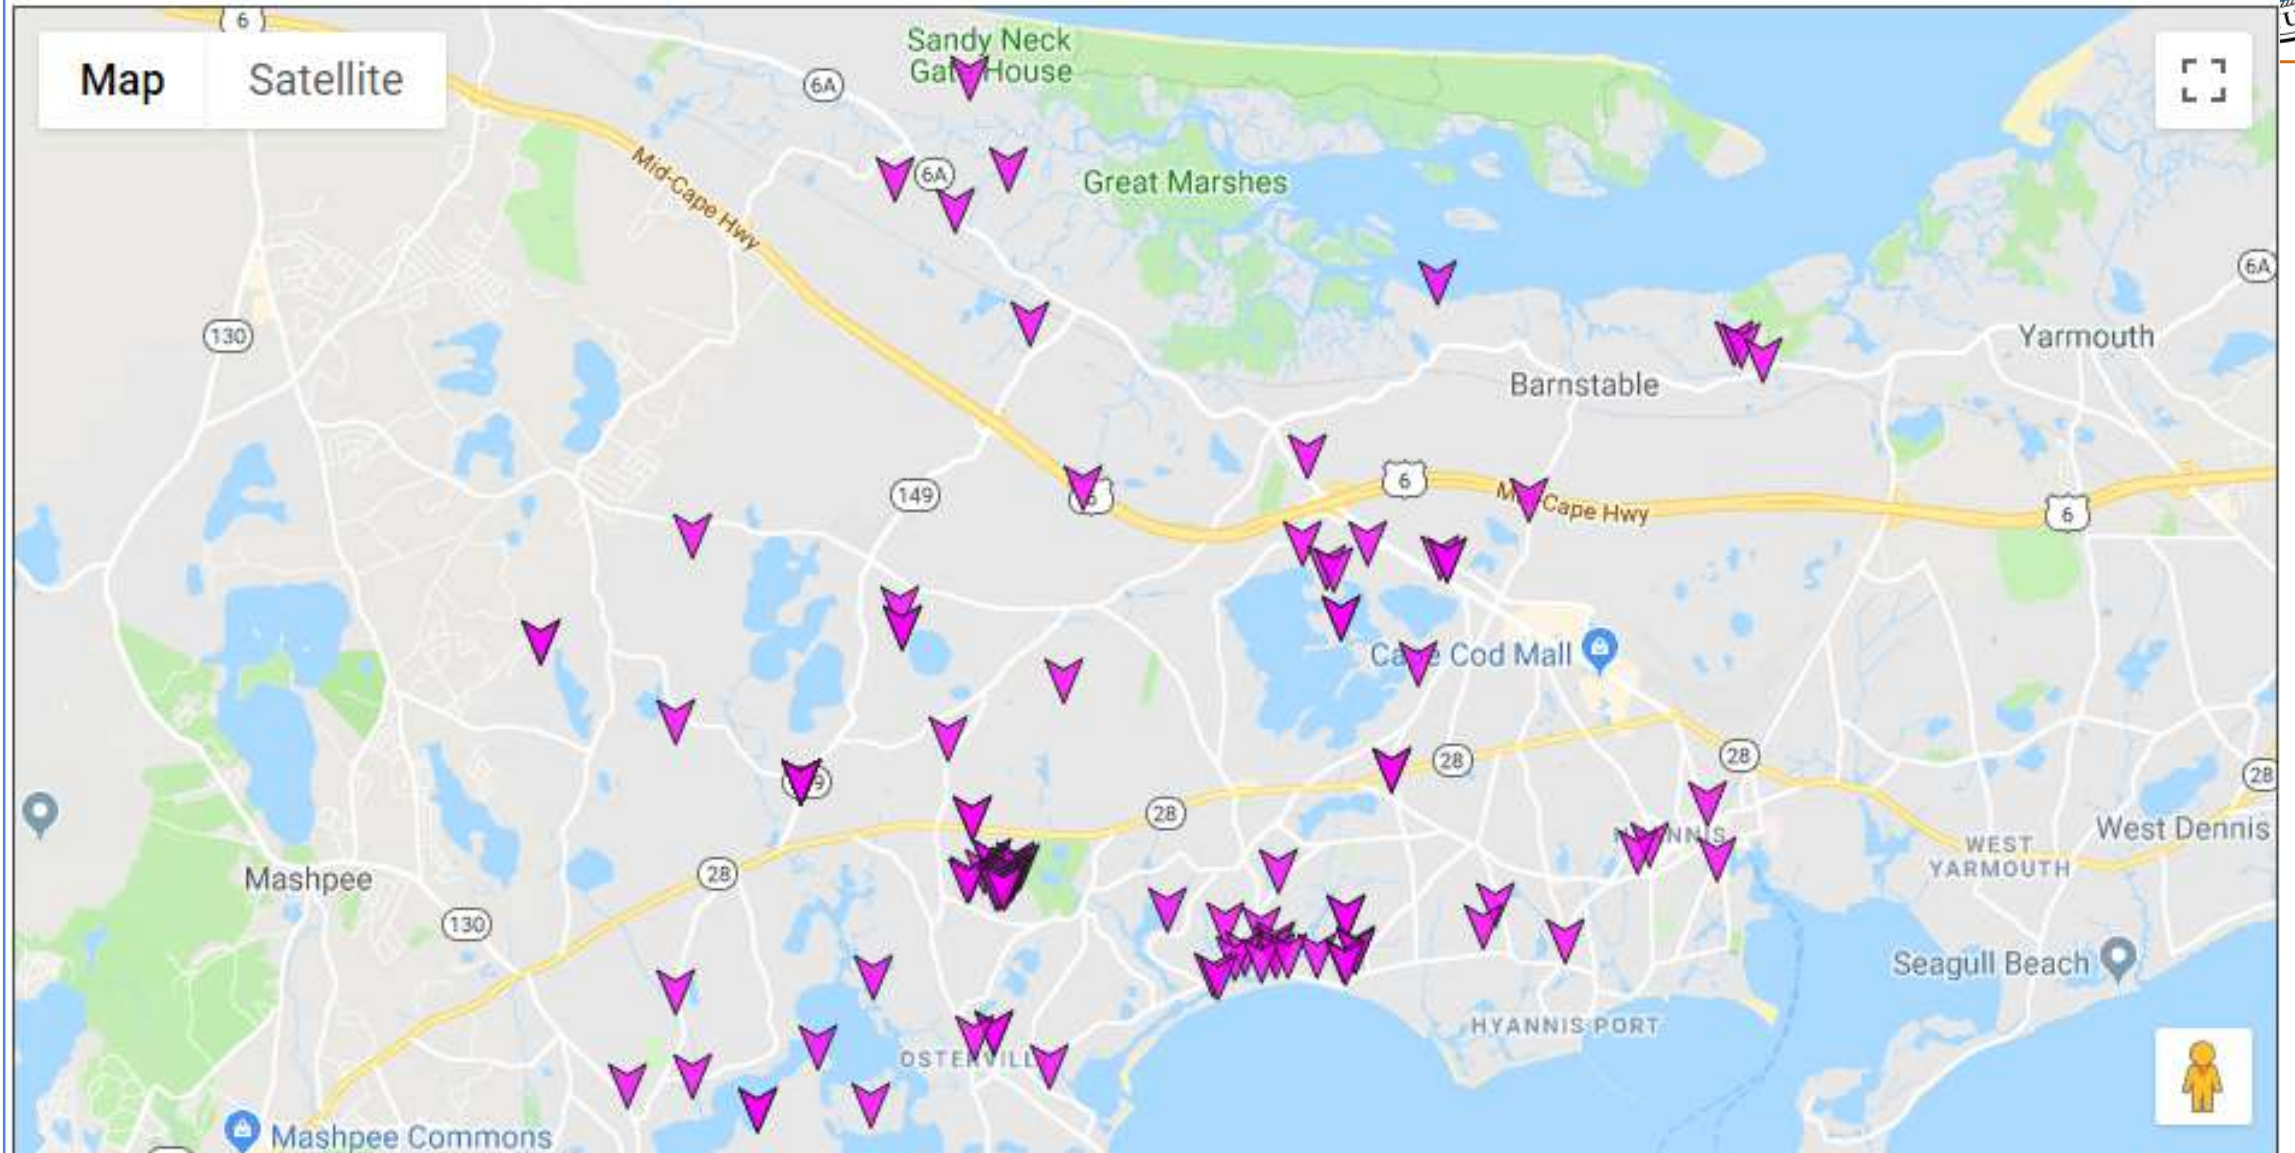 6
Map
Satellite
Sandy Neck
Gate House
6A
6A
Great Marshes
Mid-Cape Hwy
6A
130
Yarmouth
Barnstable
149
6
6
Cape Hwy
6
Cod Mall
28
28
28
28
West Dennis
WEST
YARMOUTH
Mashpee
28
130
Seagull Beach
HYANNIS PORT
OSTERVILL
Mashpee Commons